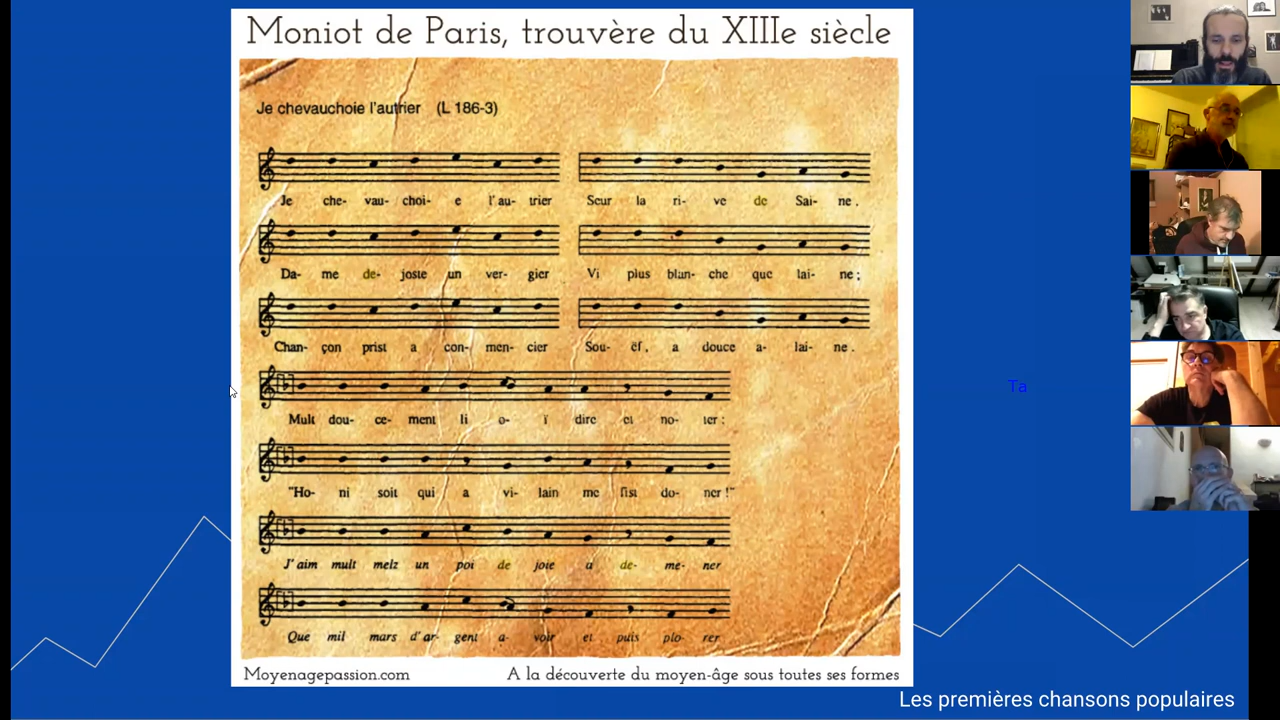 Moniot de Paris, trouvère du XIIIe siècle
Je chevauchoie l'autrier (L 186-3)
Je che- vau- choi- e l'au- trier Seur la ri- ve de Sai- ne.
Da- me de- joste un ver- gier Vi plus blan- che que lai- ne;
Chan- çon prist a con- men- cier Sou- ëf, a douce a- lai- ne.
Mult dou- ce- ment li o- ï dire et no- ter:
"Ho- ni soit qui a vi- lain me fist do- ner!"
J'aim mult melz un poi de joie a de- me- ner
Que mil mars d'ar- gent a- voir et puis plo- rer
Moyenagepassion.com A la découverte du moyen-âge sous toutes ses formes
Ta
Les premières chansons populaires